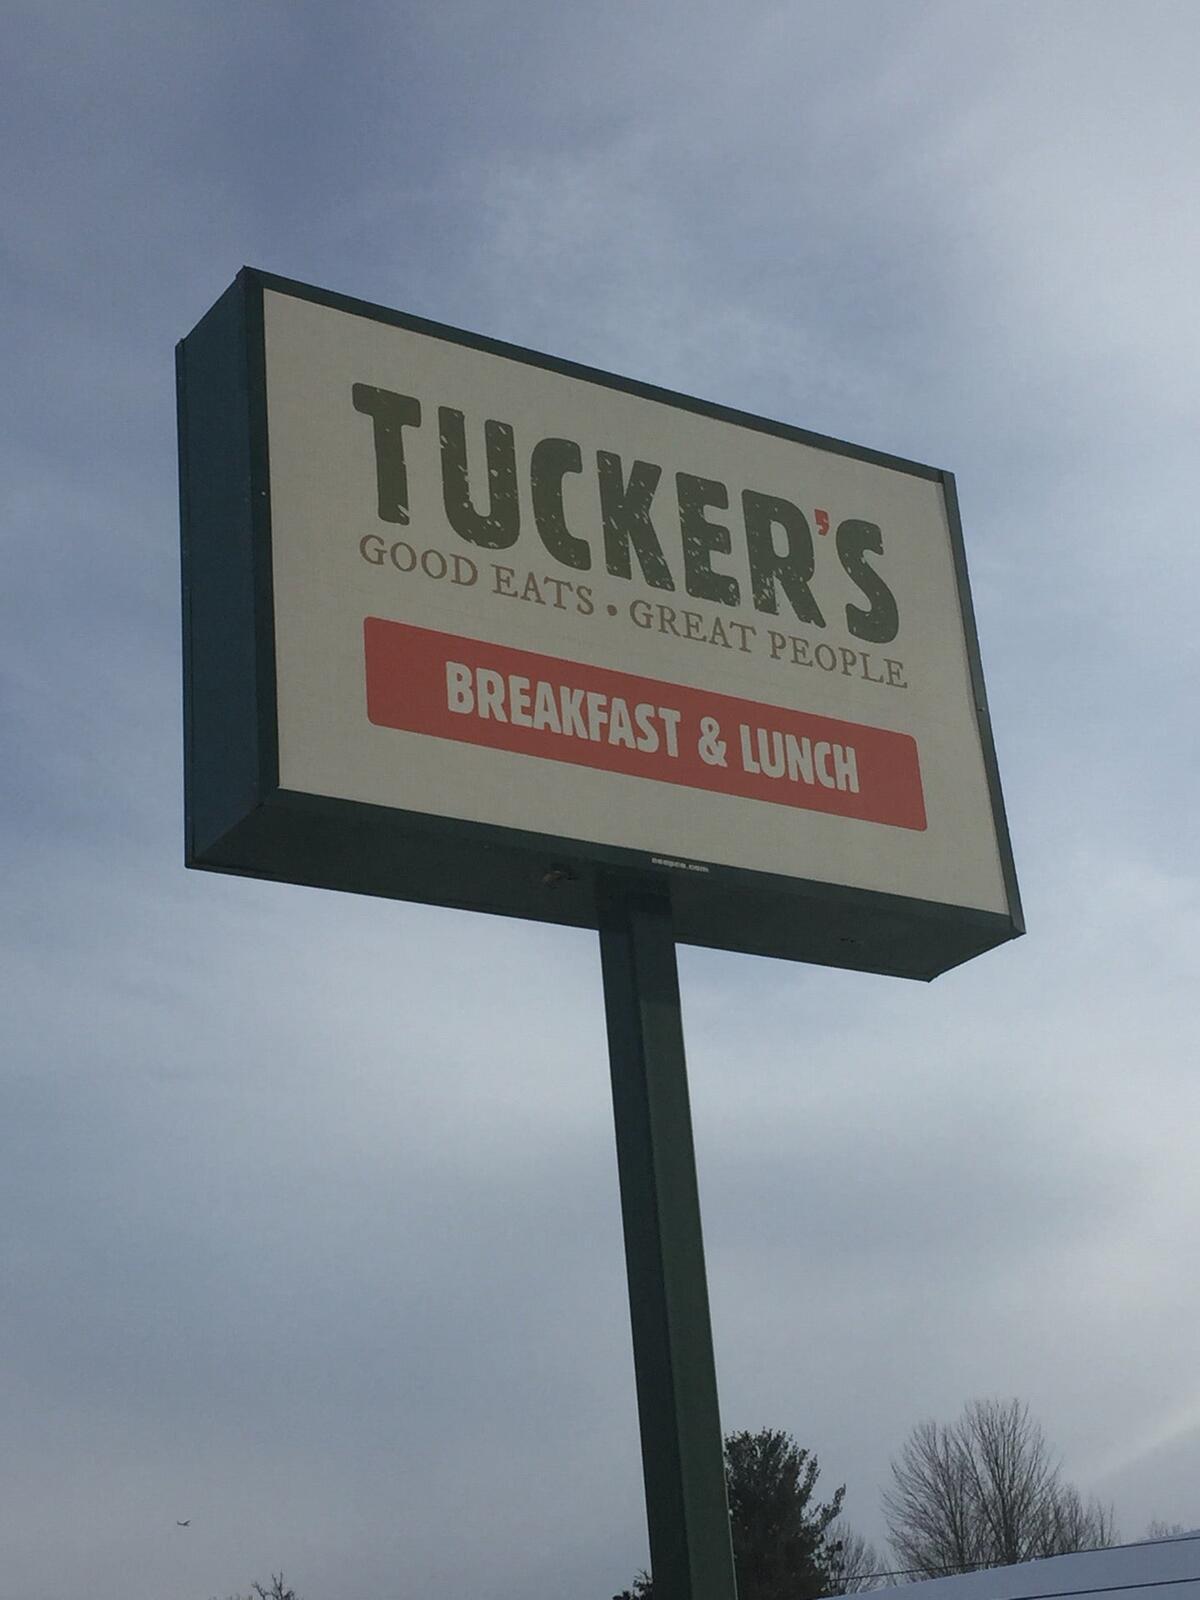 TUCKER'S
GOOD EATS • GREAT PEOPLE
BREAKFAST & LUNCH